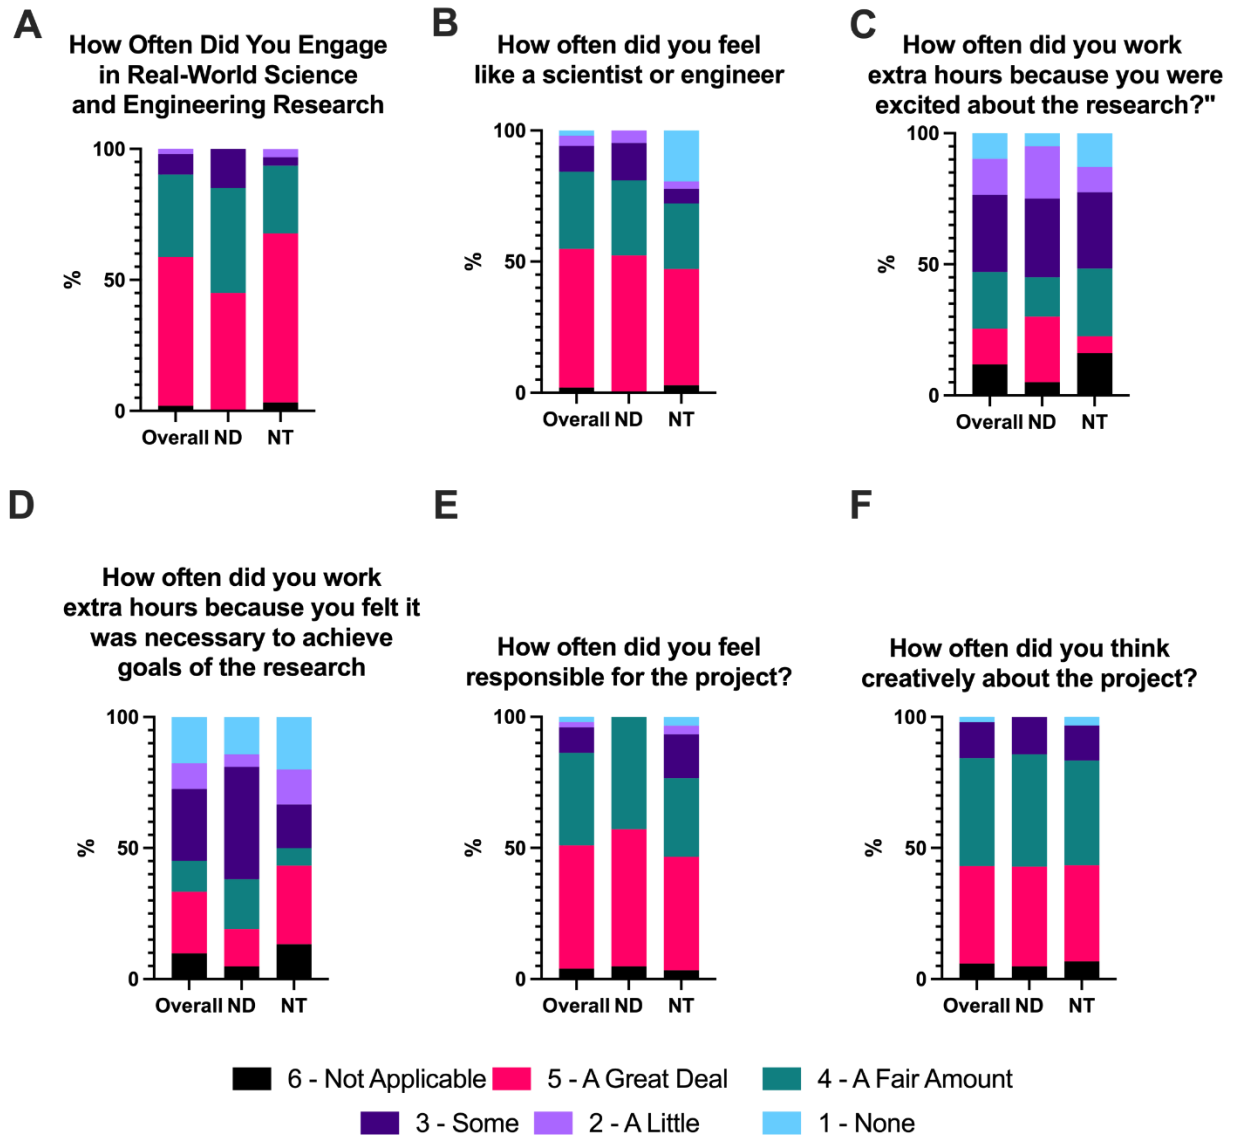 A
How Often Did You Engage
in Real-World Science
and Engineering Research
100
50
0
%
Overall ND NT
B
How often did you feel
like a scientist or engineer
100
50
0
%
Overall ND NT
C
How often did you work
extra hours because you were
excited about the research?"
100
50
0
%
Overall ND NT
D
How often did you work
extra hours because you felt it
was necessary to achieve
goals of the research
100
50
0
%
Overall ND NT
E
How often did you feel
responsible for the project?
100
50
0
%
Overall ND NT
F
How often did you think
creatively about the project?
100
50
0
%
Overall ND NT
6 - Not Applicable 5 - A Great Deal 4 - A Fair Amount
3 - Some 2 - A Little 1 - None